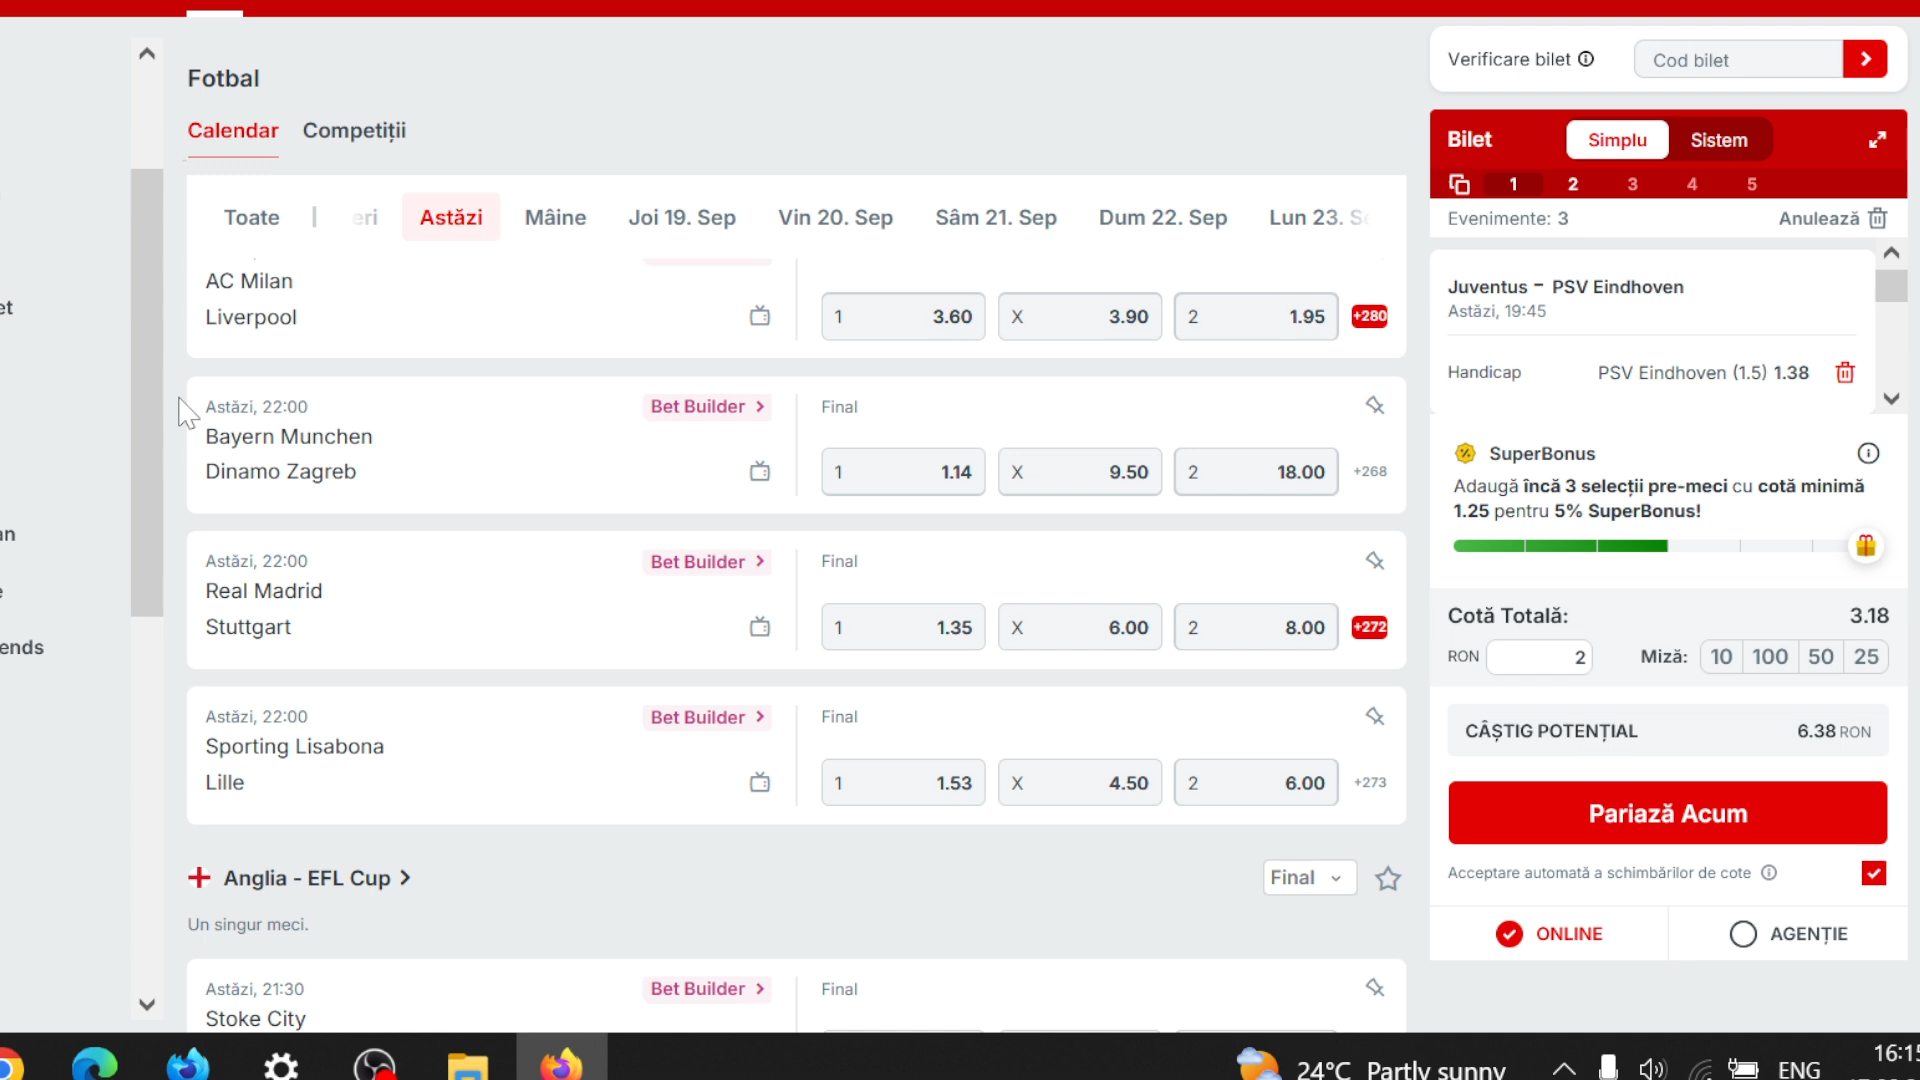 Fotbal
Calendar Competiții
Toate | eri Astăzi Mâine Joi 19. Sep Vin 20. Sep Sâm 21. Sep Dum 22. Sep Lun 23. Se
AC Milan
Liverpool
1 3.60 X 3.90 2 1.95 +280
Astăzi, 22:00 Bet Builder Final
Bayern Munchen
Dinamo Zagreb
1 1.14 X 9.50 2 18.00 +268
Astăzi, 22:00 Bet Builder Final
Real Madrid
Stuttgart
1 1.35 X 6.00 2 8.00 +272
Astăzi, 22:00 Bet Builder Final
Sporting Lisabona
Lille
1 1.53 X 4.50 2 6.00 +273
Anglia - EFL Cup Final
Un singur meci.
Astăzi, 21:30 Bet Builder Final
Stoke City
et
an
e
ends
Verificare bilet Cod bilet
Bilet Simplu Sistem
1 2 3 4 5
Evenimente: 3 Anulează
Juventus - PSV Eindhoven
Astăzi, 19:45
Handicap PSV Eindhoven (1.5) 1.38
SuperBonus
Adaugă încă 3 selecții pre-meci cu cotă minimă
1.25 pentru 5% SuperBonus!
Cotă Totală: 3.18
RON 2 Miză: 10 100 50 25
CÂȘTIG POTENȚIAL 6.38 RON
Pariază Acum
Acceptare automată a schimbărilor de cote
ONLINE AGENȚIE
24°C Partly sunny ENG 16:15